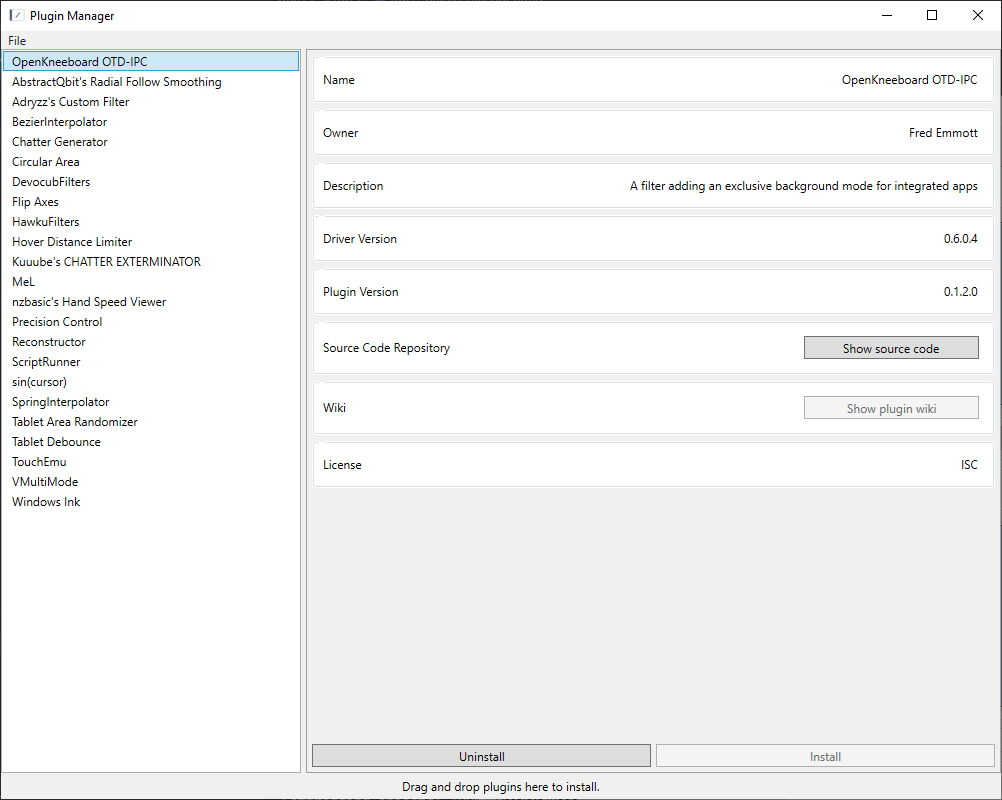 Plugin Manager
File
OpenKneeboard OTD-IPC
AbstractQbit's Radial Follow Smoothing
Adryzz's Custom Filter
BezierInterpolator
Chatter Generator
Circular Area
DevocubFilters
Flip Axes
HawkuFilters
Hover Distance Limiter
Kuuube's CHATTER EXTERMINATOR
MeL
nzbasic's Hand Speed Viewer
Precision Control
Reconstructor
ScriptRunner
sin(cursor)
SpringInterpolator
Tablet Area Randomizer
Tablet Debounce
TouchEmu
VMultiMode
Windows Ink
Name OpenKneeboard OTD-IPC
Owner Fred Emmott
Description A filter adding an exclusive background mode for integrated apps
Driver Version 0.6.0.4
Plugin Version 0.1.2.0
Source Code Repository Show source code
Wiki Show plugin wiki
License ISC
Uninstall Install
Drag and drop plugins here to install.